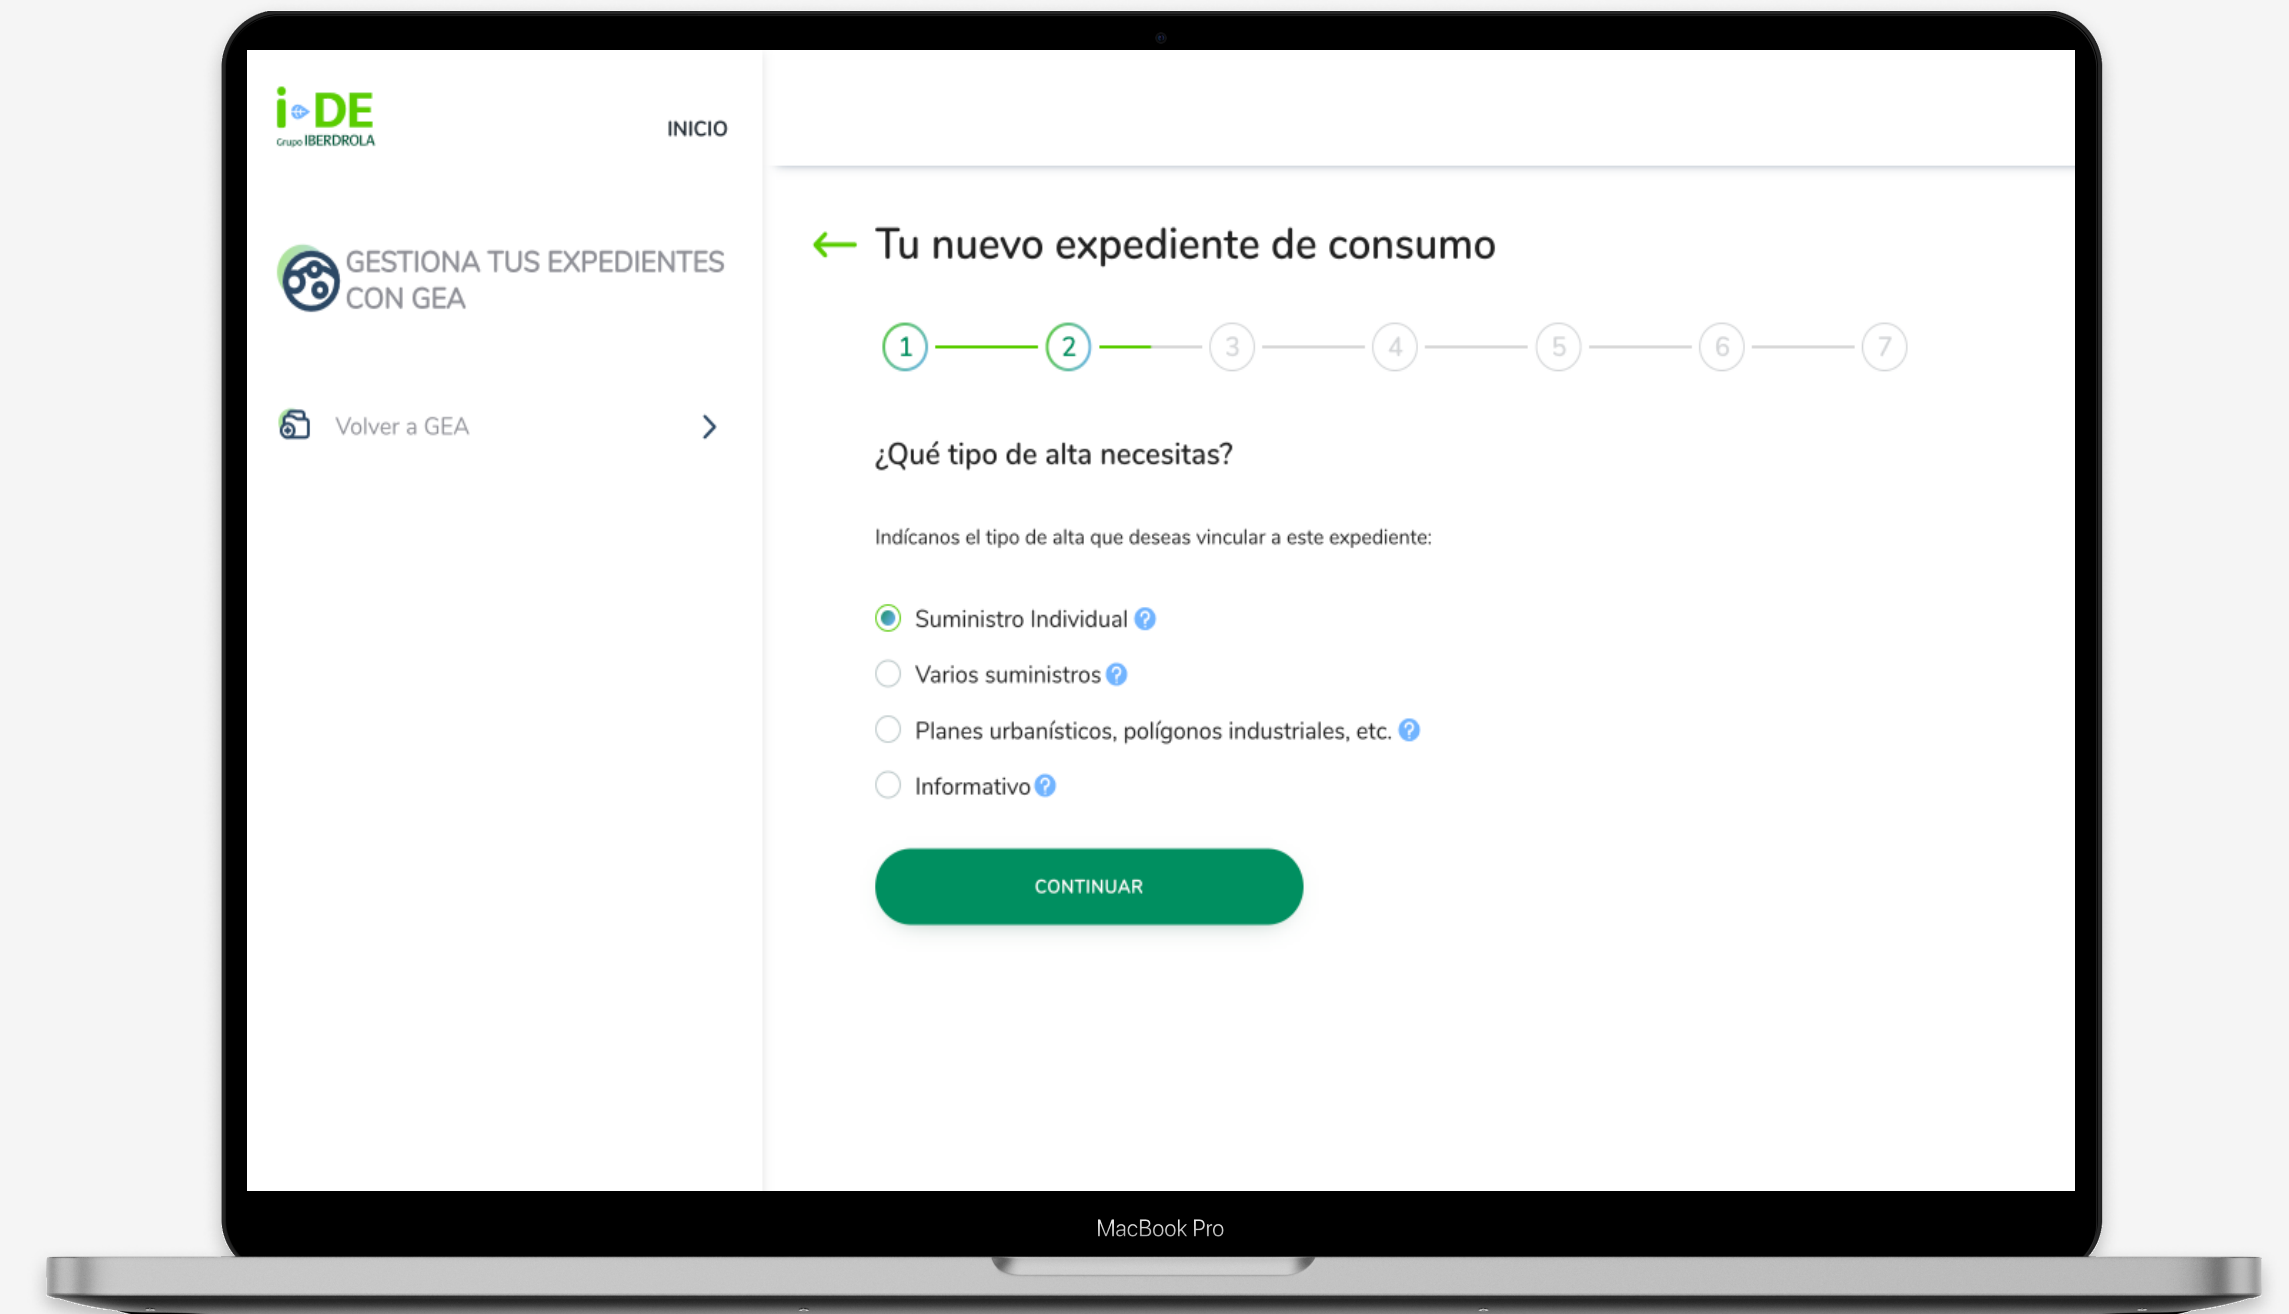 i-DE
Grupo IBERDROLA
INICIO
GESTIONA TUS EXPEDIENTES
CON GEA
Volver a GEA
Tu nuevo expediente de consumo
1 2 3 4 5 6 7
¿Qué tipo de alta necesitas?
Indícanos el tipo de alta que deseas vincular a este expediente:
Suministro Individual ?
Varios suministros ?
Planes urbanísticos, polígonos industriales, etc. ?
Informativo ?
CONTINUAR
MacBook Pro